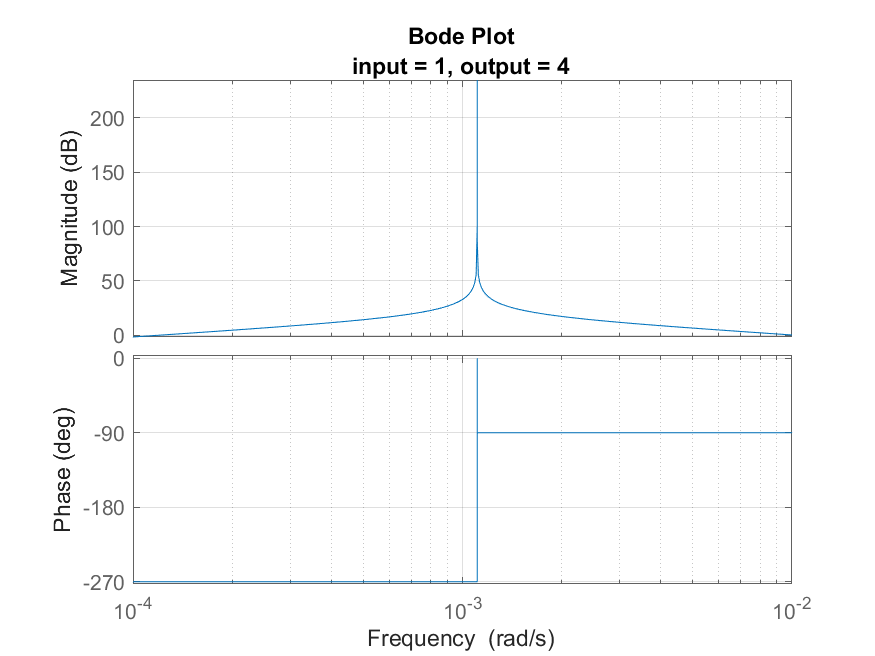 Bode Plot
input = 1, output = 4
Magnitude (dB)
200
150
100
50
0
Phase (deg)
0
-90
-180
-270
10^-4
10^-3
10^-2
Frequency (rad/s)